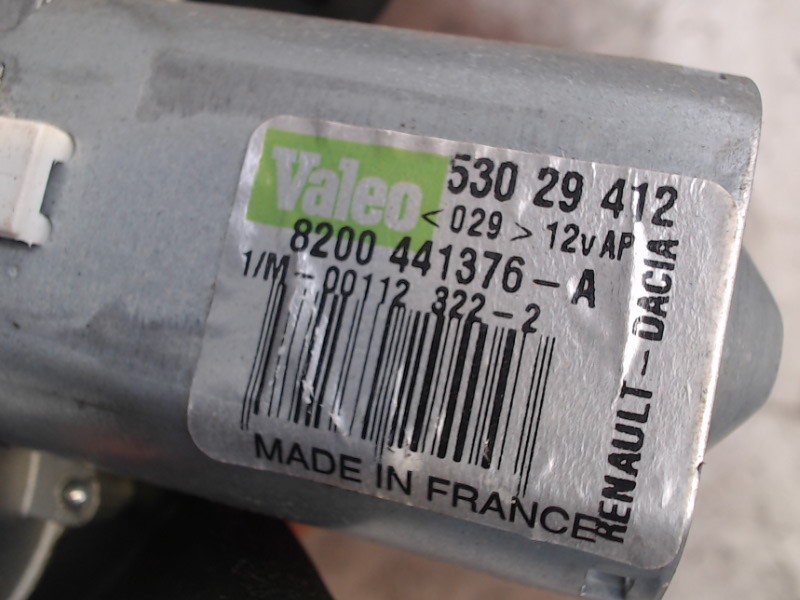 Valeo 530 29 412
< 029 > 12v AP
8200 441376-A
1/M-00112 322-2
MADE IN FRANCE
RENAULT-DACIA